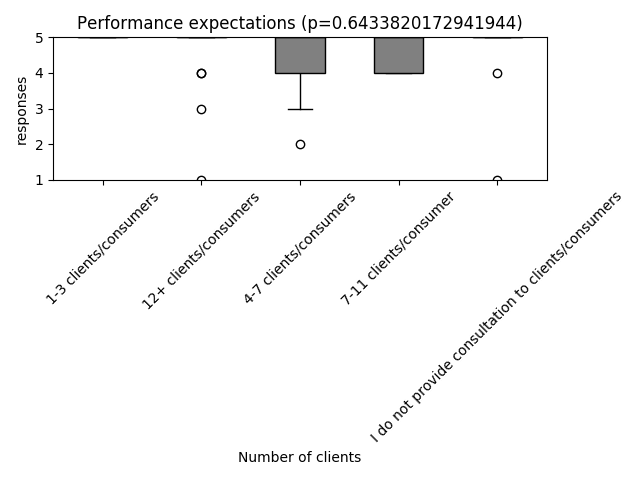 Performance expectations (p=0.6433820172941944)
5
4
3
2
1
responses
1-3 clients/consumers
12+ clients/consumers
4-7 clients/consumers
7-11 clients/consumer
I do not provide consultation to clients/consumers
Number of clients